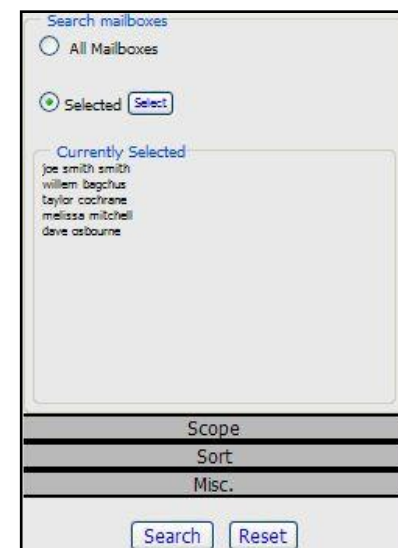 Search mailboxes
All Mailboxes
Selected Select
Currently Selected
joe smith smith
willem bagchus
taylor cochrane
melissa mitchell
dave osbourne
Scope
Sort
Misc.
Search Reset